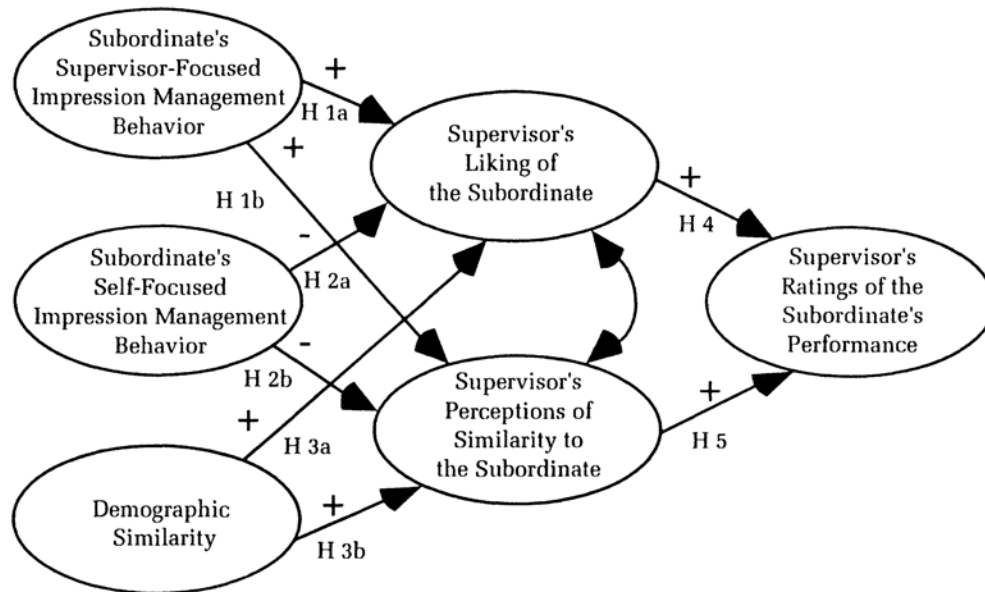 Subordinate's
Supervisor-Focused
Impression Management
Behavior
+
H 1a
+
H 1b
Supervisor's
Liking of
the Subordinate
+
H 4
Subordinate's
Self-Focused
Impression Management
Behavior
-
H 2a
-
H 2b
Supervisor's
Ratings of the
Subordinate's
Performance
Supervisor's
Perceptions of
Similarity to
the Subordinate
+
H 5
+
H 3a
Demographic
Similarity
+
H 3b